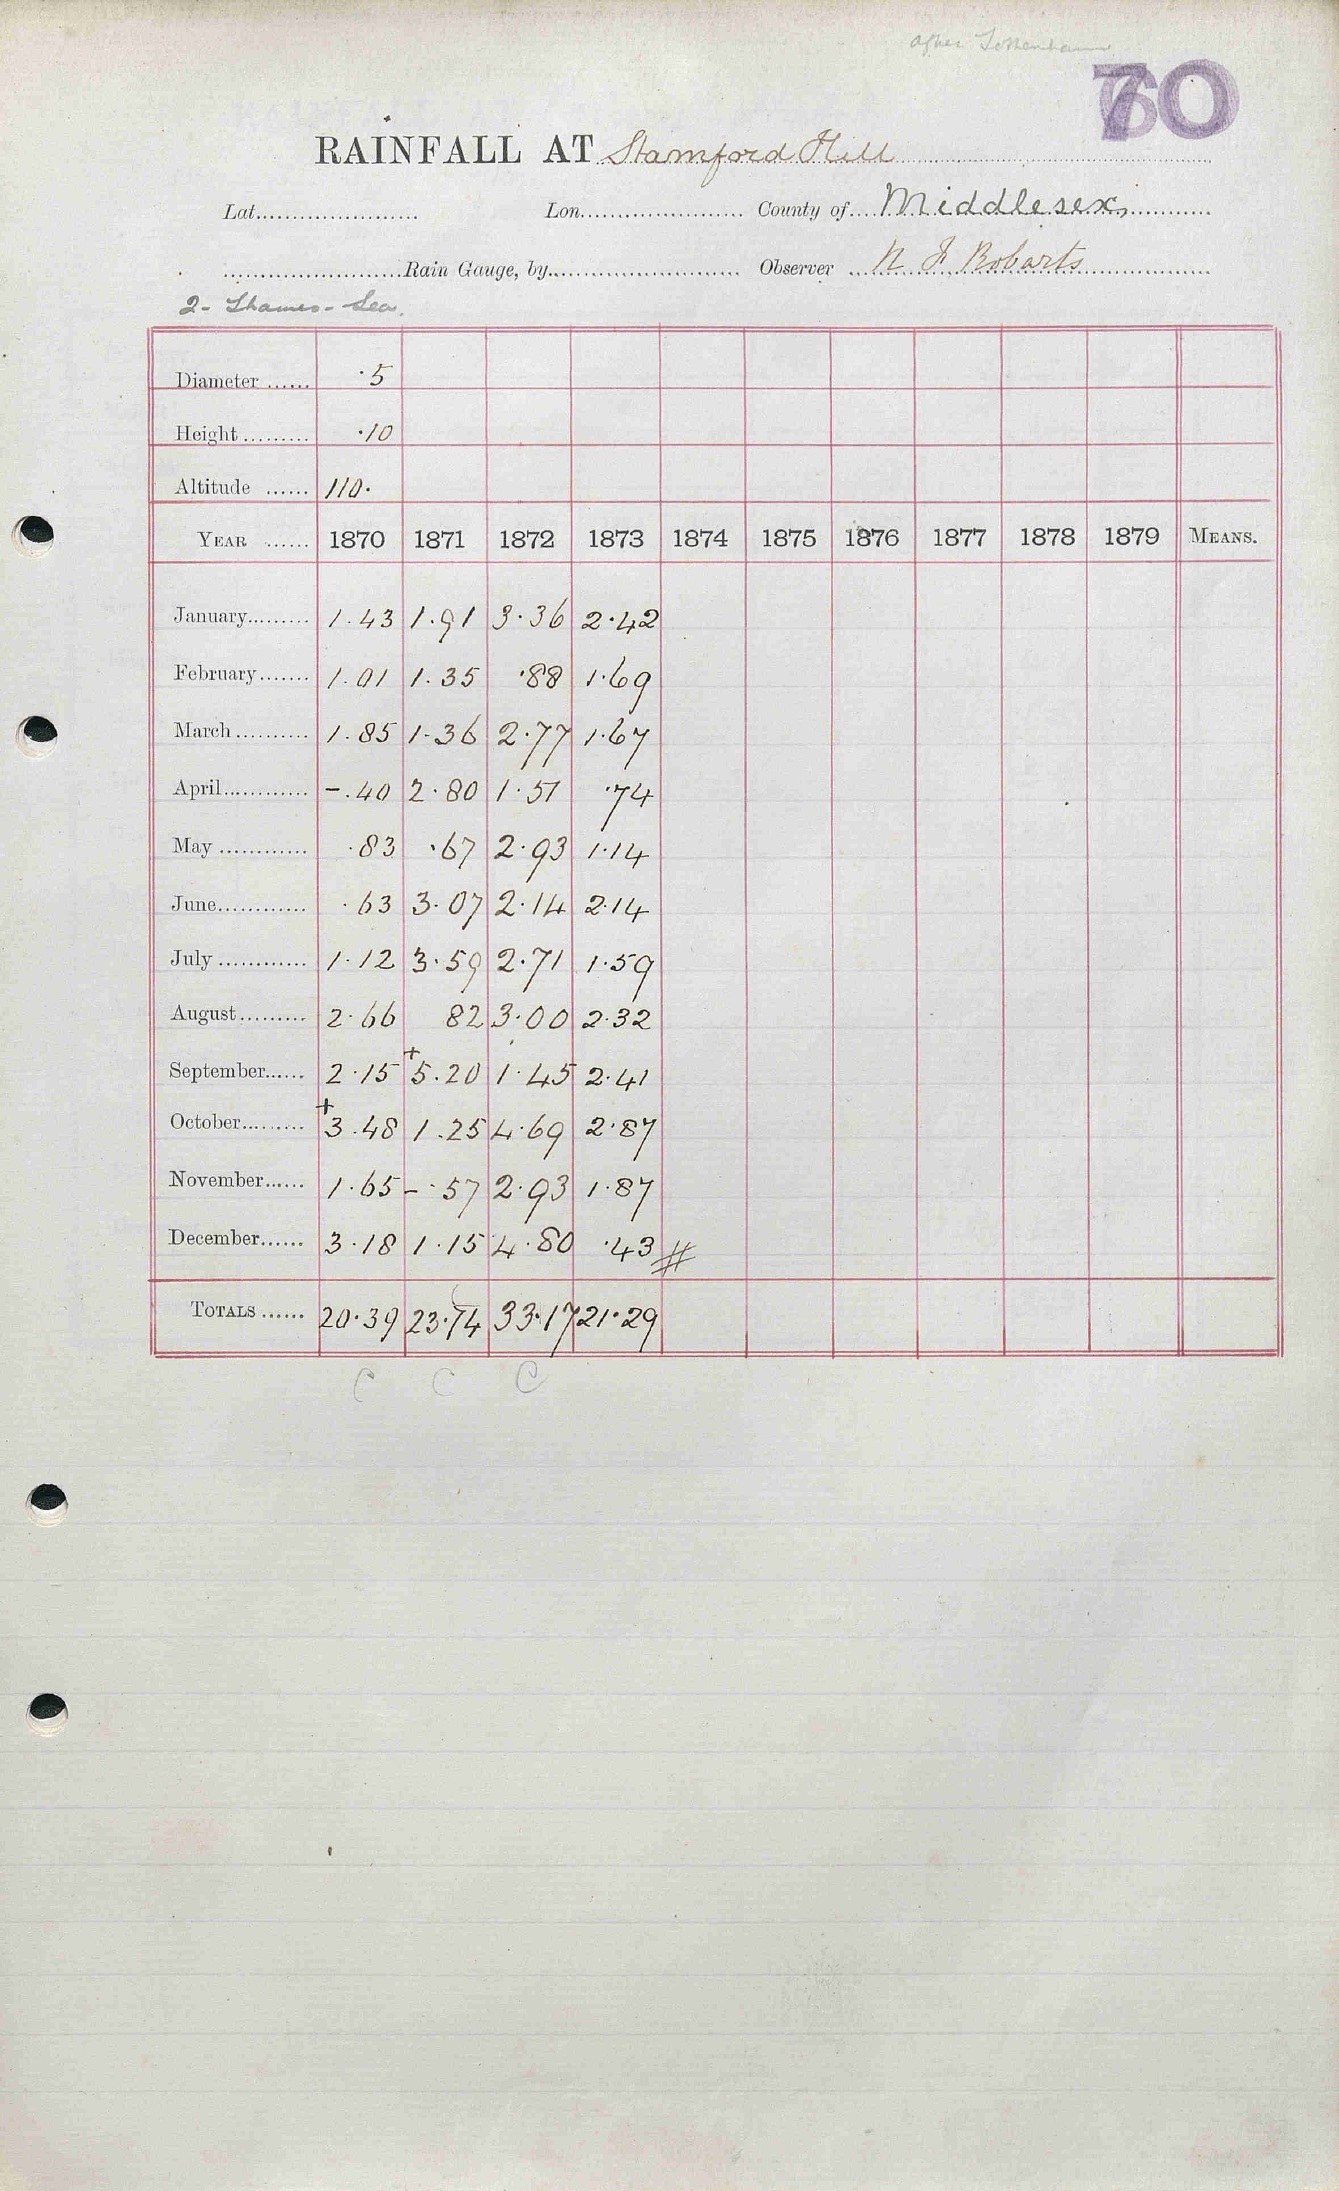 after Tottenham
70
RAINFALL AT Stamford Hill
Lat...................... Lon...................... County of.... Middlesex,
........................Rain Gauge, by......................... Observer .. N F Robarts
2- Thames - Sea.
Diameter ...... ·5
Height ......... ·10
Altitude ...... 110·
YEAR ...... 1870 1871 1872 1873 1874 1875 1876 1877 1878 1879 MEANS.
January......... 1.43 1.91 3.36 2.42
February....... 1.01 1.35 ·88 1.69
March .......... 1.85 1.36 2.77 1.67
April............ -.40 2.80 1.51 ·74
May ............ ·83 ·67 2.93 1.14
June............ ·63 3.07 2.14 2.14
July ............ 1.12 3.59 2.71 1.59
August......... 2.66 82 3.00 2.32
September...... 2.15 +5.20 1.45 2.41
October......... +3.48 1.25 4.69 2.87
November...... 1.65 -·57 2.93 1.87
December...... 3.18 1.15 4.80 ·43 #
TOTALS ...... 20.39 23.74 33.17 21.29
C C C